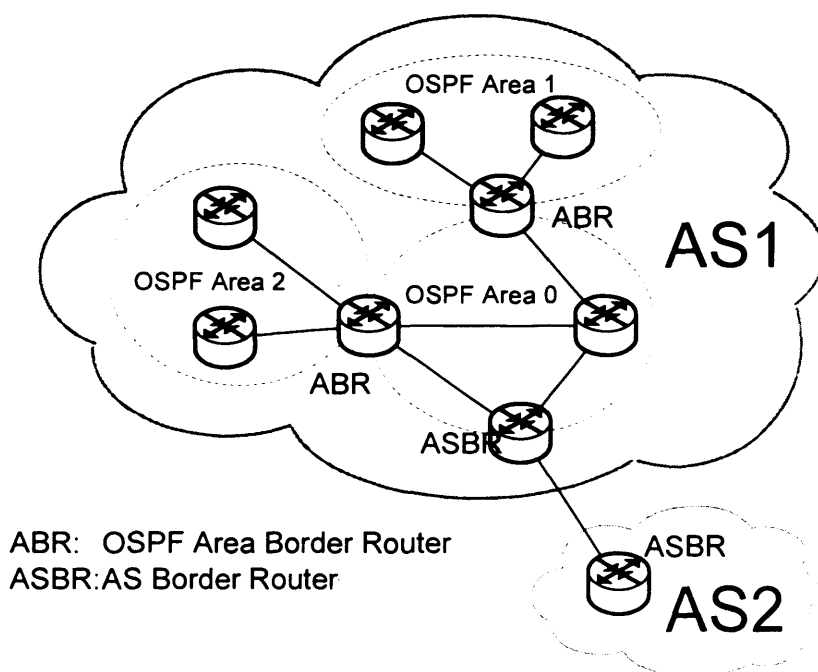 OSPF Area 1
ABR
AS1
OSPF Area 2
OSPF Area 0
ABR
ASBR
ABR: OSPF Area Border Router
ASBR:AS Border Router
ASBR
AS2